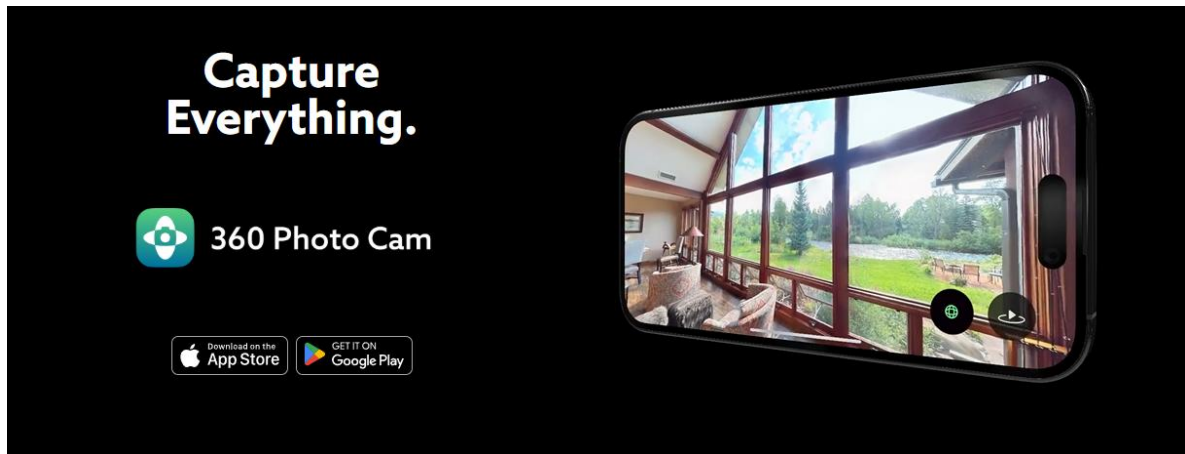 Capture
Everything.
360 Photo Cam
Download on the
App Store
GET IT ON
Google Play